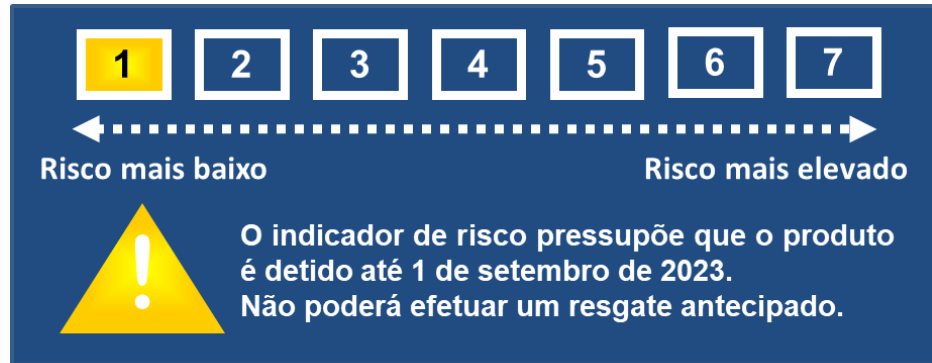 1 2 3 4 5 6 7
Risco mais baixo Risco mais elevado
O indicador de risco pressupõe que o produto
é detido até 1 de setembro de 2023.
Não poderá efetuar um resgate antecipado.